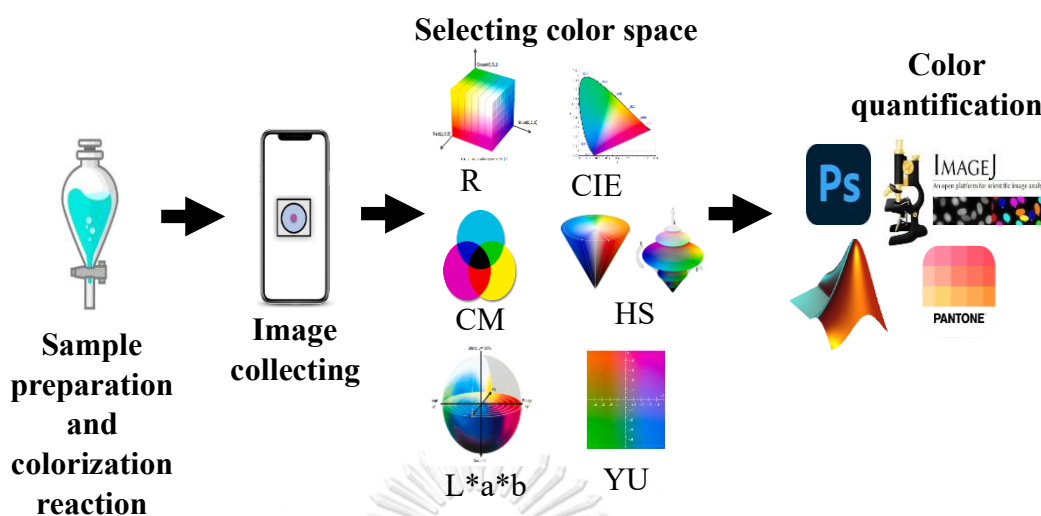 Selecting color space
Color
quantification
R
CIE
Ps
IMAGEJ
An open platform for scientific image analy
CM
HS
PANTONE
Sample
preparation
and
colorization
reaction
Image
collecting
L*a*b
YU